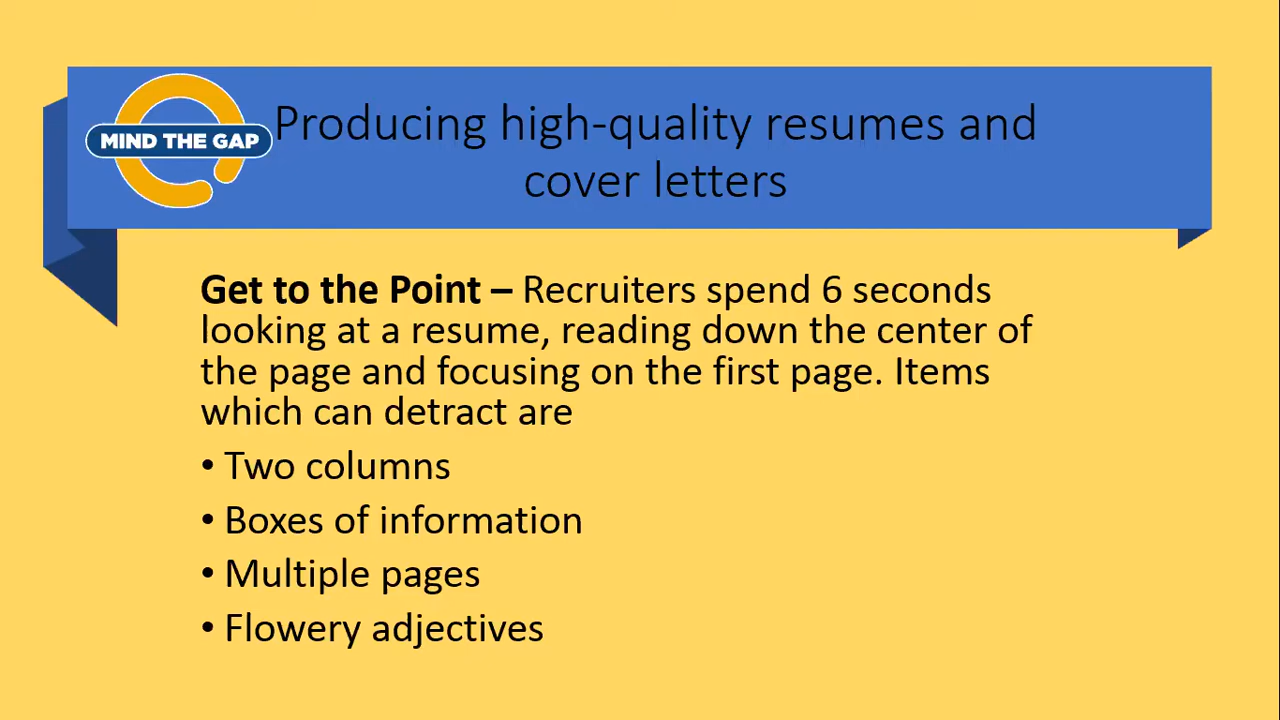 MIND THE GAP
Producing high-quality resumes and
cover letters
Get to the Point – Recruiters spend 6 seconds
looking at a resume, reading down the center of
the page and focusing on the first page. Items
which can detract are
• Two columns
• Boxes of information
• Multiple pages
• Flowery adjectives